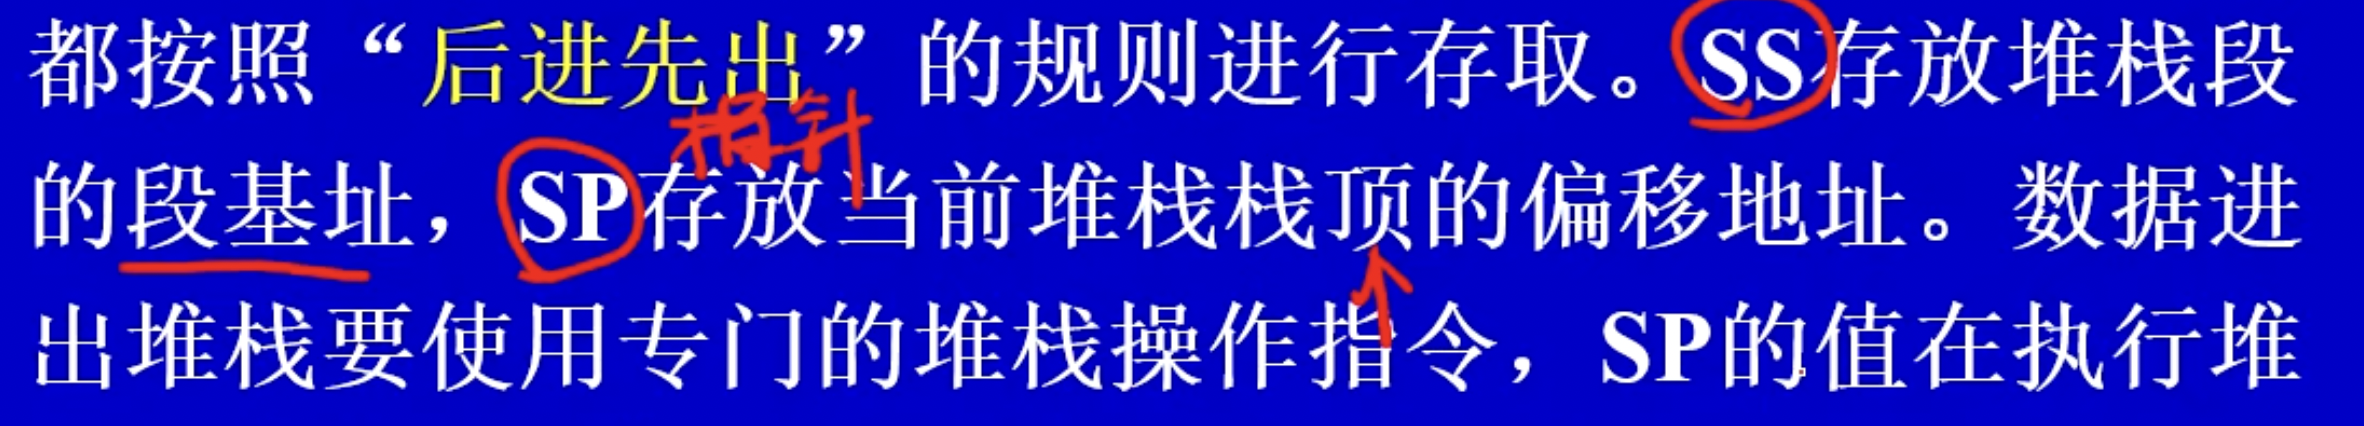 都按照“后进先出”的规则进行存取。SS存放堆栈段
指针
的段基址，SP存放当前堆栈栈顶的偏移地址。数据进
出堆栈要使用专门的堆栈操作指令，SP的值在执行堆